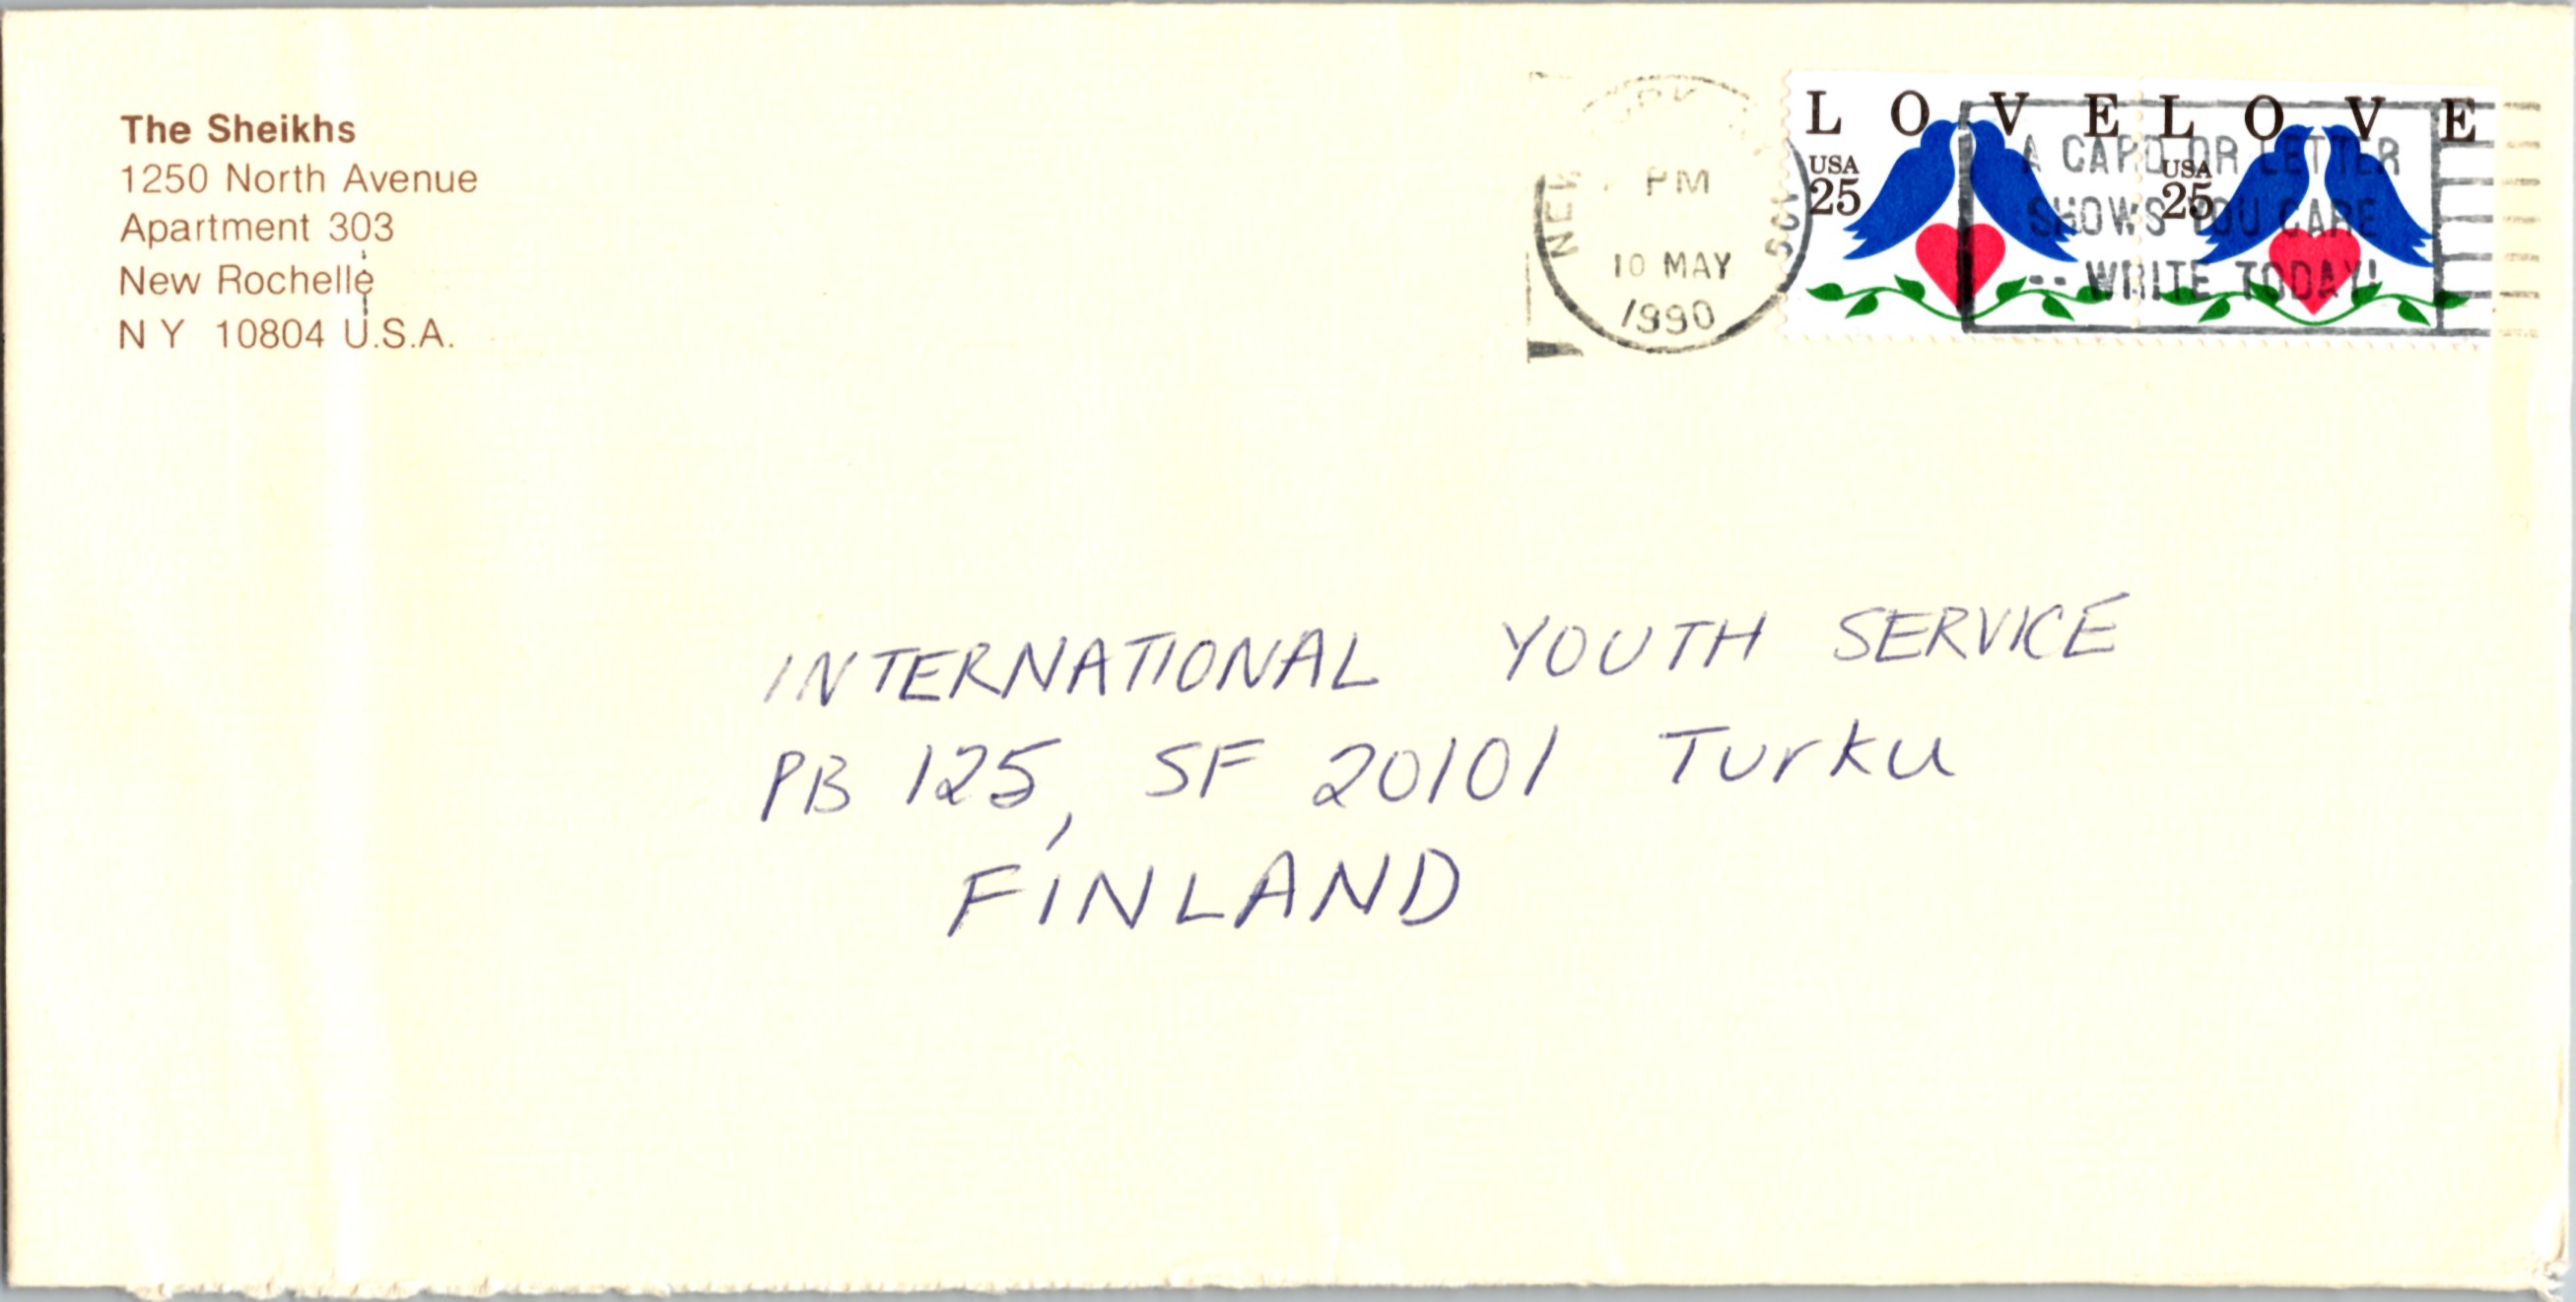 The Sheikhs
1250 North Avenue
Apartment 303
New Rochelle
NY 10804 U.S.A.
PM
10 MAY
1990
LOVE
USA
25
LOVE
USA
25
A CARD OR LETTER
SHOWS YOU CARE
-- WRITE TODAY!
INTERNATIONAL YOUTH SERVICE
PB 125, SF 20101 Turku
FINLAND